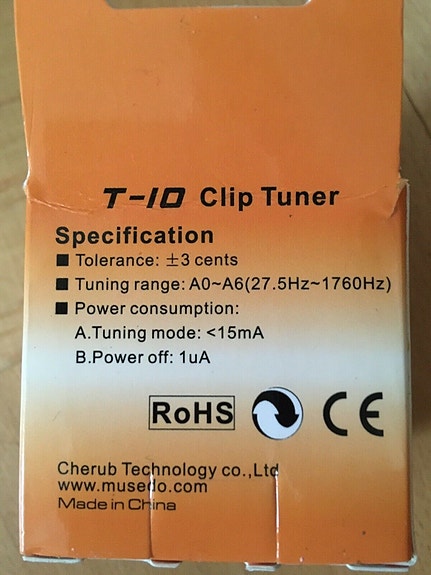 T-10 Clip Tuner
Specification
■ Tolerance: ±3 cents
■ Tuning range: A0~A6(27.5Hz~1760Hz)
■ Power consumption:
A.Tuning mode: <15mA
B.Power off: 1uA
RoHS CE
Cherub Technology co.,Ltd
www.musedo.com
Made in China